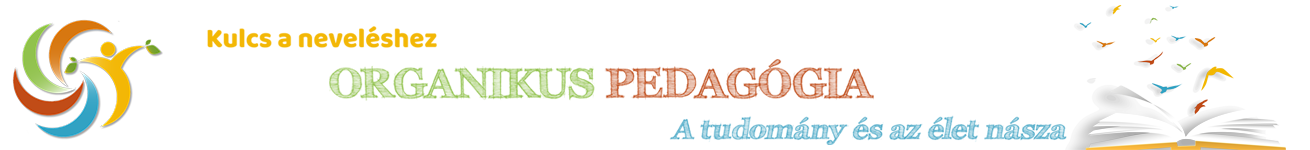 Kulcs a neveléshez
ORGANIKUS PEDAGÓGIA
A tudomány és az élet násza